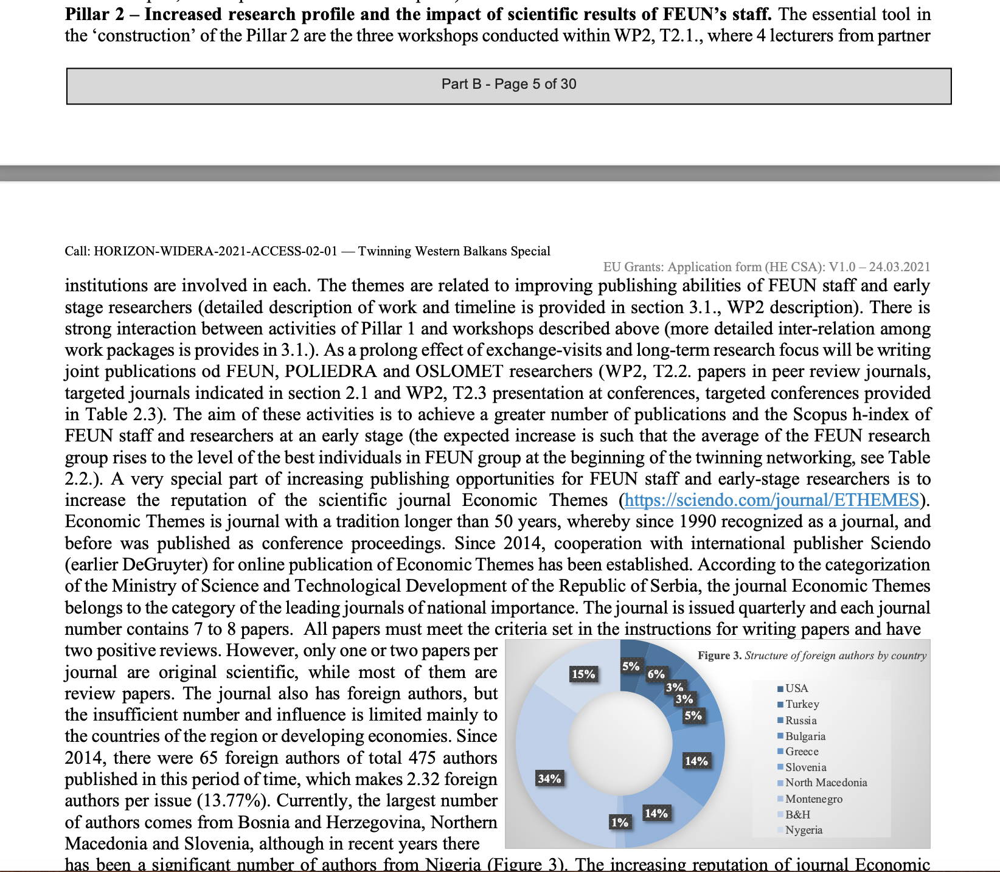 Pillar 2 – Increased research profile and the impact of scientific results of FEUN’s staff. The essential tool in
the ‘construction’ of the Pillar 2 are the three workshops conducted within WP2, T2.1., where 4 lecturers from partner
Part B - Page 5 of 30
Call: HORIZON-WIDERA-2021-ACCESS-02-01 — Twinning Western Balkans Special
EU Grants: Application form (HE CSA): V1.0 – 24.03.2021
institutions are involved in each. The themes are related to improving publishing abilities of FEUN staff and early
stage researchers (detailed description of work and timeline is provided in section 3.1., WP2 description). There is
strong interaction between activities of Pillar 1 and workshops described above (more detailed inter-relation among
work packages is provides in 3.1.). As a prolong effect of exchange-visits and long-term research focus will be writing
joint publications od FEUN, POLIEDRA and OSLOMET researchers (WP2, T2.2. papers in peer review journals,
targeted journals indicated in section 2.1 and WP2, T2.3 presentation at conferences, targeted conferences provided
in Table 2.3). The aim of these activities is to achieve a greater number of publications and the Scopus h-index of
FEUN staff and researchers at an early stage (the expected increase is such that the average of the FEUN research
group rises to the level of the best individuals in FEUN group at the beginning of the twinning networking, see Table
2.2.). A very special part of increasing publishing opportunities for FEUN staff and early-stage researchers is to
increase the reputation of the scientific journal Economic Themes (https://sciendo.com/journal/ETHEMES).
Economic Themes is journal with a tradition longer than 50 years, whereby since 1990 recognized as a journal, and
before was published as conference proceedings. Since 2014, cooperation with international publisher Sciendo
(earlier DeGruyter) for online publication of Economic Themes has been established. According to the categorization
of the Ministry of Science and Technological Development of the Republic of Serbia, the journal Economic Themes
belongs to the category of the leading journals of national importance. The journal is issued quarterly and each journal
number contains 7 to 8 papers. All papers must meet the criteria set in the instructions for writing papers and have
two positive reviews. However, only one or two papers per
journal are original scientific, while most of them are
review papers. The journal also has foreign authors, but
the insufficient number and influence is limited mainly to
the countries of the region or developing economies. Since
2014, there were 65 foreign authors of total 475 authors
published in this period of time, which makes 2.32 foreign
authors per issue (13.77%). Currently, the largest number
of authors comes from Bosnia and Herzegovina, Northern
Macedonia and Slovenia, although in recent years there
has been a significant number of authors from Nigeria (Figure 3). The increasing reputation of journal Economic
Figure 3. Structure of foreign authors by country
5%
6%
3%
3%
5%
14%
14%
1%
34%
15%
USA
Turkey
Russia
Bulgaria
Greece
Slovenia
North Macedonia
Montenegro
B&H
Nygeria